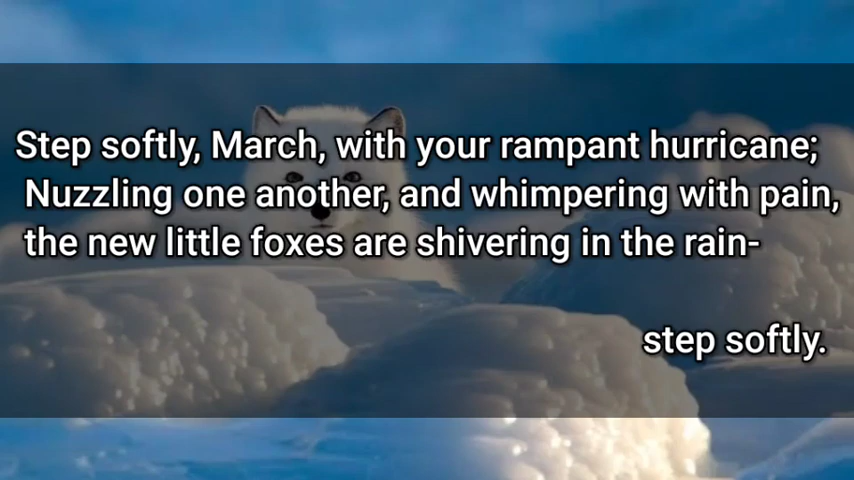 Step softly, March, with your rampant hurricane;
Nuzzling one another, and whimpering with pain,
the new little foxes are shivering in the rain-
step softly.